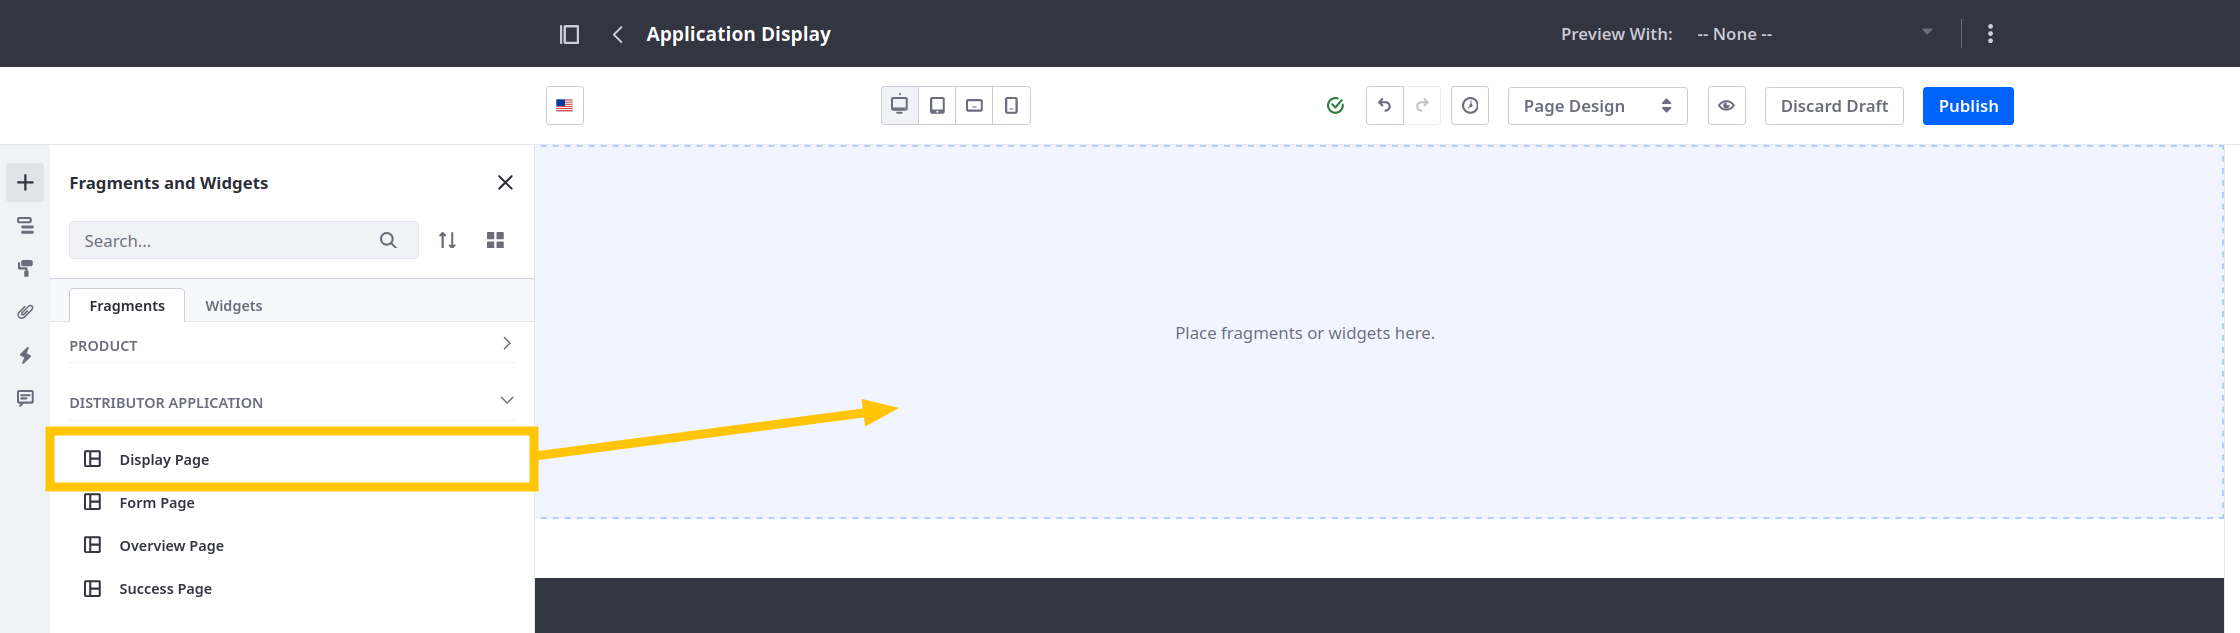 Application Display
Preview With: -- None --
Page Design
Discard Draft
Publish
Fragments and Widgets
Search...
Fragments
Widgets
PRODUCT
DISTRIBUTOR APPLICATION
Display Page
Form Page
Overview Page
Success Page
Place fragments or widgets here.